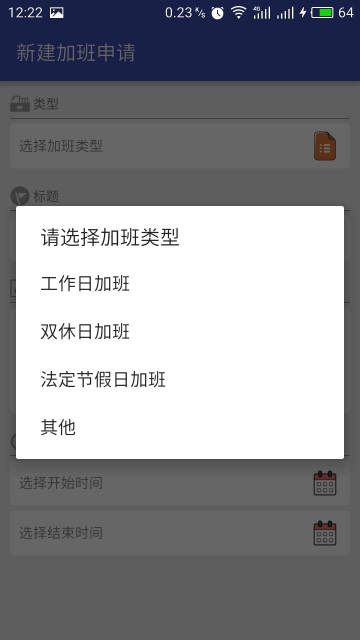 12:22
0.23 K/s
4G
64
新建加班申请
类型
选择加班类型
标题
请选择加班类型
工作日加班
双休日加班
法定节假日加班
其他
选择开始时间
选择结束时间